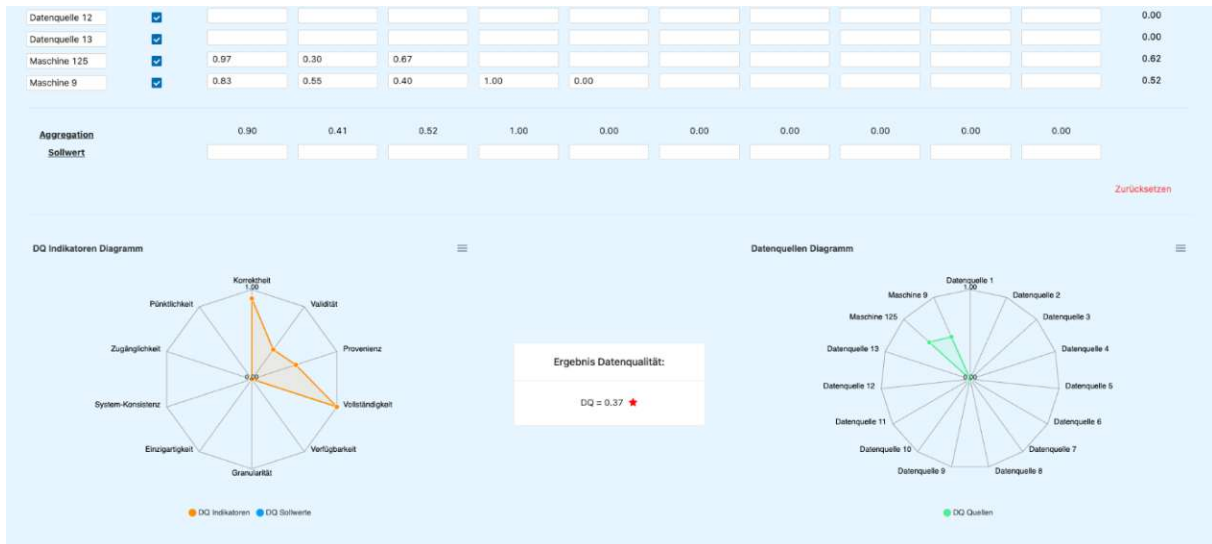 Datenquelle 12 0.00
Datenquelle 13 0.00
Maschine 125 0.97 0.30 0.67 0.62
Maschine 9 0.83 0.55 0.40 1.00 0.00 0.52
Aggregation 0.90 0.41 0.52 1.00 0.00 0.00 0.00 0.00 0.00 0.00
Sollwert
Zurücksetzen
DQ Indikatoren Diagramm
Korrektheit
1.00
Validität
Provenienz
Vollständigkeit
Verfügbarkeit
Granularität
Einzigartigkeit
System-Konsistenz
Zugänglichkeit
Pünktlichkeit
0.00
DQ Indikatoren DQ Sollwerte
Ergebnis Datenqualität:
DQ = 0.37
Datenquellen Diagramm
Datenquelle 1
1.00
Datenquelle 2
Datenquelle 3
Datenquelle 4
Datenquelle 5
Datenquelle 6
Datenquelle 7
Datenquelle 8
Datenquelle 9
Datenquelle 10
Datenquelle 11
Datenquelle 12
Datenquelle 13
Maschine 125
Maschine 9
0.00
DQ Quellen